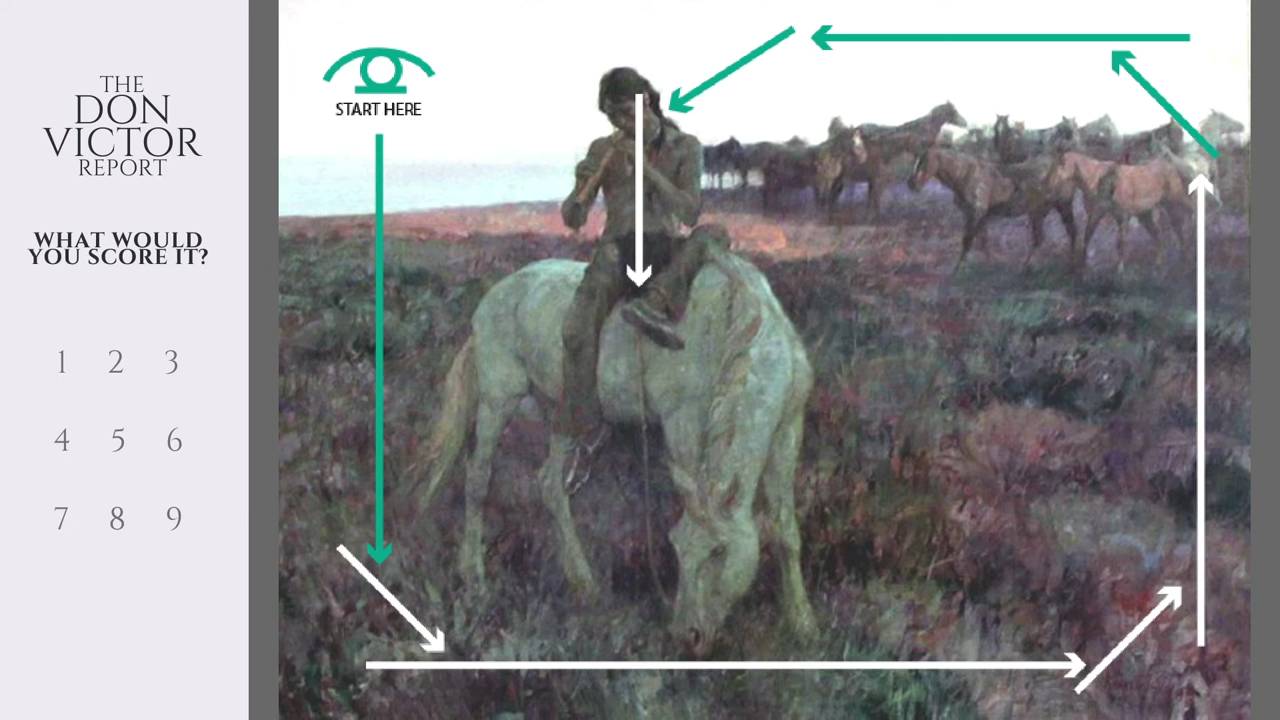 THE
DON
VICTOR
REPORT
WHAT WOULD
YOU SCORE IT?
1 2 3
4 5 6
7 8 9
START HERE